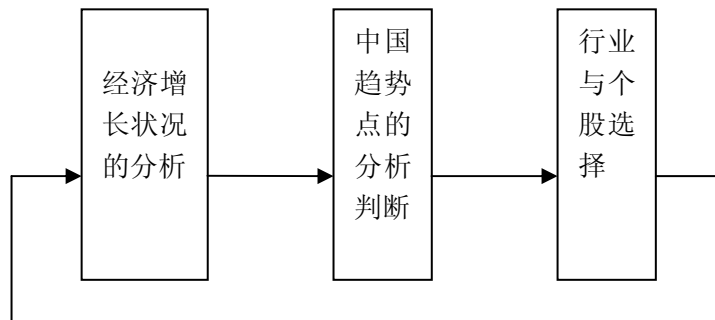 经济增
长状况
的分析
中国
趋势
点的
分析
判断
行业
与个
股选
择